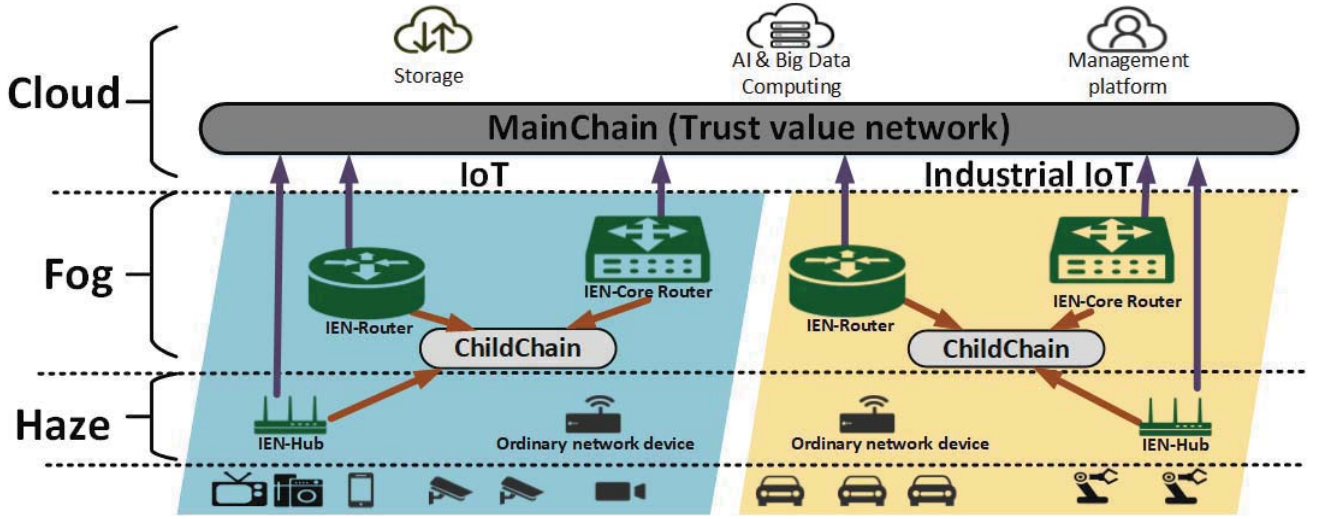 Storage
AI & Big Data
Computing
Management
platform
Cloud
MainChain (Trust value network)
IoT
Industrial IoT
Fog
IEN-Router
IEN-Core Router
IEN-Router
IEN-Core Router
ChildChain
ChildChain
Haze
IEN-Hub
Ordinary network device
Ordinary network device
IEN-Hub